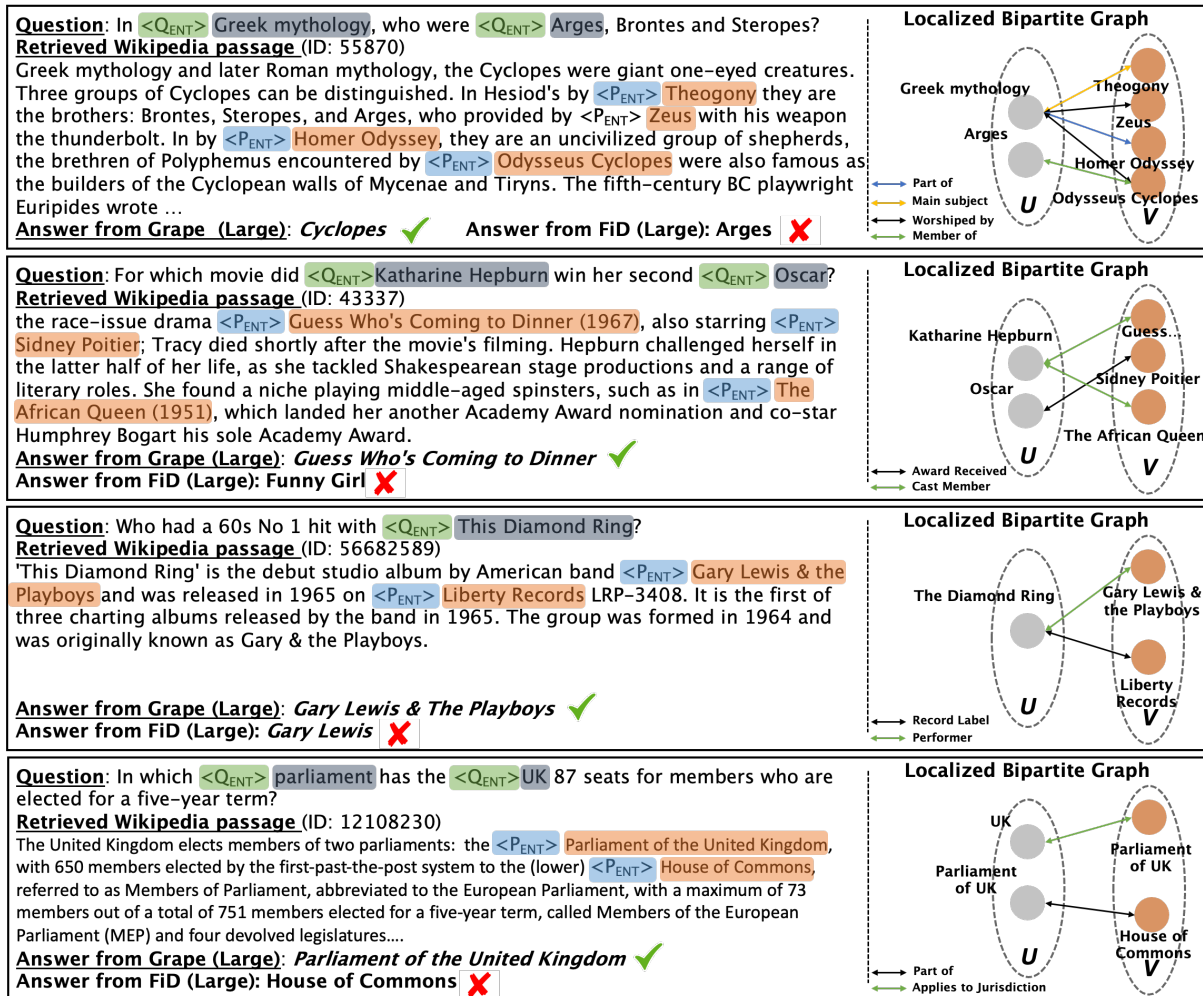 Question: In <Q_ENT> Greek mythology, who were <Q_ENT> Arges, Brontes and Steropes?
Retrieved Wikipedia passage (ID: 55870)
Greek mythology and later Roman mythology, the Cyclopes were giant one-eyed creatures.
Three groups of Cyclopes can be distinguished. In Hesiod's by <P_ENT> Theogony they are
the brothers: Brontes, Steropes, and Arges, who provided by <P_ENT> Zeus with his weapon
the thunderbolt. In by <P_ENT> Homer Odyssey, they are an uncivilized group of shepherds,
the brethren of Polyphemus encountered by <P_ENT> Odysseus Cyclopes were also famous as
the builders of the Cyclopean walls of Mycenae and Tiryns. The fifth-century BC playwright
Euripides wrote ...
Answer from Grape (Large): Cyclopes Answer from FiD (Large): Arges
Localized Bipartite Graph
Greek mythology
Arges
Theogony
Zeus
Homer Odyssey
Odysseus Cyclopes
U
V
Part of
Main subject
Worshiped by
Member of
Question: For which movie did <Q_ENT> Katharine Hepburn win her second <Q_ENT> Oscar?
Retrieved Wikipedia passage (ID: 43337)
the race-issue drama <P_ENT> Guess Who's Coming to Dinner (1967), also starring <P_ENT>
Sidney Poitier; Tracy died shortly after the movie's filming. Hepburn challenged herself in
the latter half of her life, as she tackled Shakespearean stage productions and a range of
literary roles. She found a niche playing middle-aged spinsters, such as in <P_ENT> The
African Queen (1951), which landed her another Academy Award nomination and co-star
Humphrey Bogart his sole Academy Award.
Answer from Grape (Large): Guess Who's Coming to Dinner
Answer from FiD (Large): Funny Girl
Localized Bipartite Graph
Katharine Hepburn
Oscar
Guess...
Sidney Poitier
The African Queen
U
V
Award Received
Cast Member
Question: Who had a 60s No 1 hit with <Q_ENT> This Diamond Ring?
Retrieved Wikipedia passage (ID: 56682589)
'This Diamond Ring' is the debut studio album by American band <P_ENT> Gary Lewis & the
Playboys and was released in 1965 on <P_ENT> Liberty Records LRP-3408. It is the first of
three charting albums released by the band in 1965. The group was formed in 1964 and
was originally known as Gary & the Playboys.
Answer from Grape (Large): Gary Lewis & The Playboys
Answer from FiD (Large): Gary Lewis
Localized Bipartite Graph
The Diamond Ring
Gary Lewis &
the Playboys
Liberty
Records
U
V
Record Label
Performer
Question: In which <Q_ENT> parliament has the <Q_ENT> UK 87 seats for members who are
elected for a five-year term?
Retrieved Wikipedia passage (ID: 12108230)
The United Kingdom elects members of two parliaments: the <P_ENT> Parliament of the United Kingdom,
with 650 members elected by the first-past-the-post system to the (lower) <P_ENT> House of Commons,
referred to as Members of Parliament, abbreviated to the European Parliament, with a maximum of 73
members out of a total of 751 members elected for a five-year term, called Members of the European
Parliament (MEP) and four devolved legislatures....
Answer from Grape (Large): Parliament of the United Kingdom
Answer from FiD (Large): House of Commons
Localized Bipartite Graph
UK
Parliament
of UK
Parliament
of UK
House of
Commons
U
V
Part of
Applies to Jurisdiction